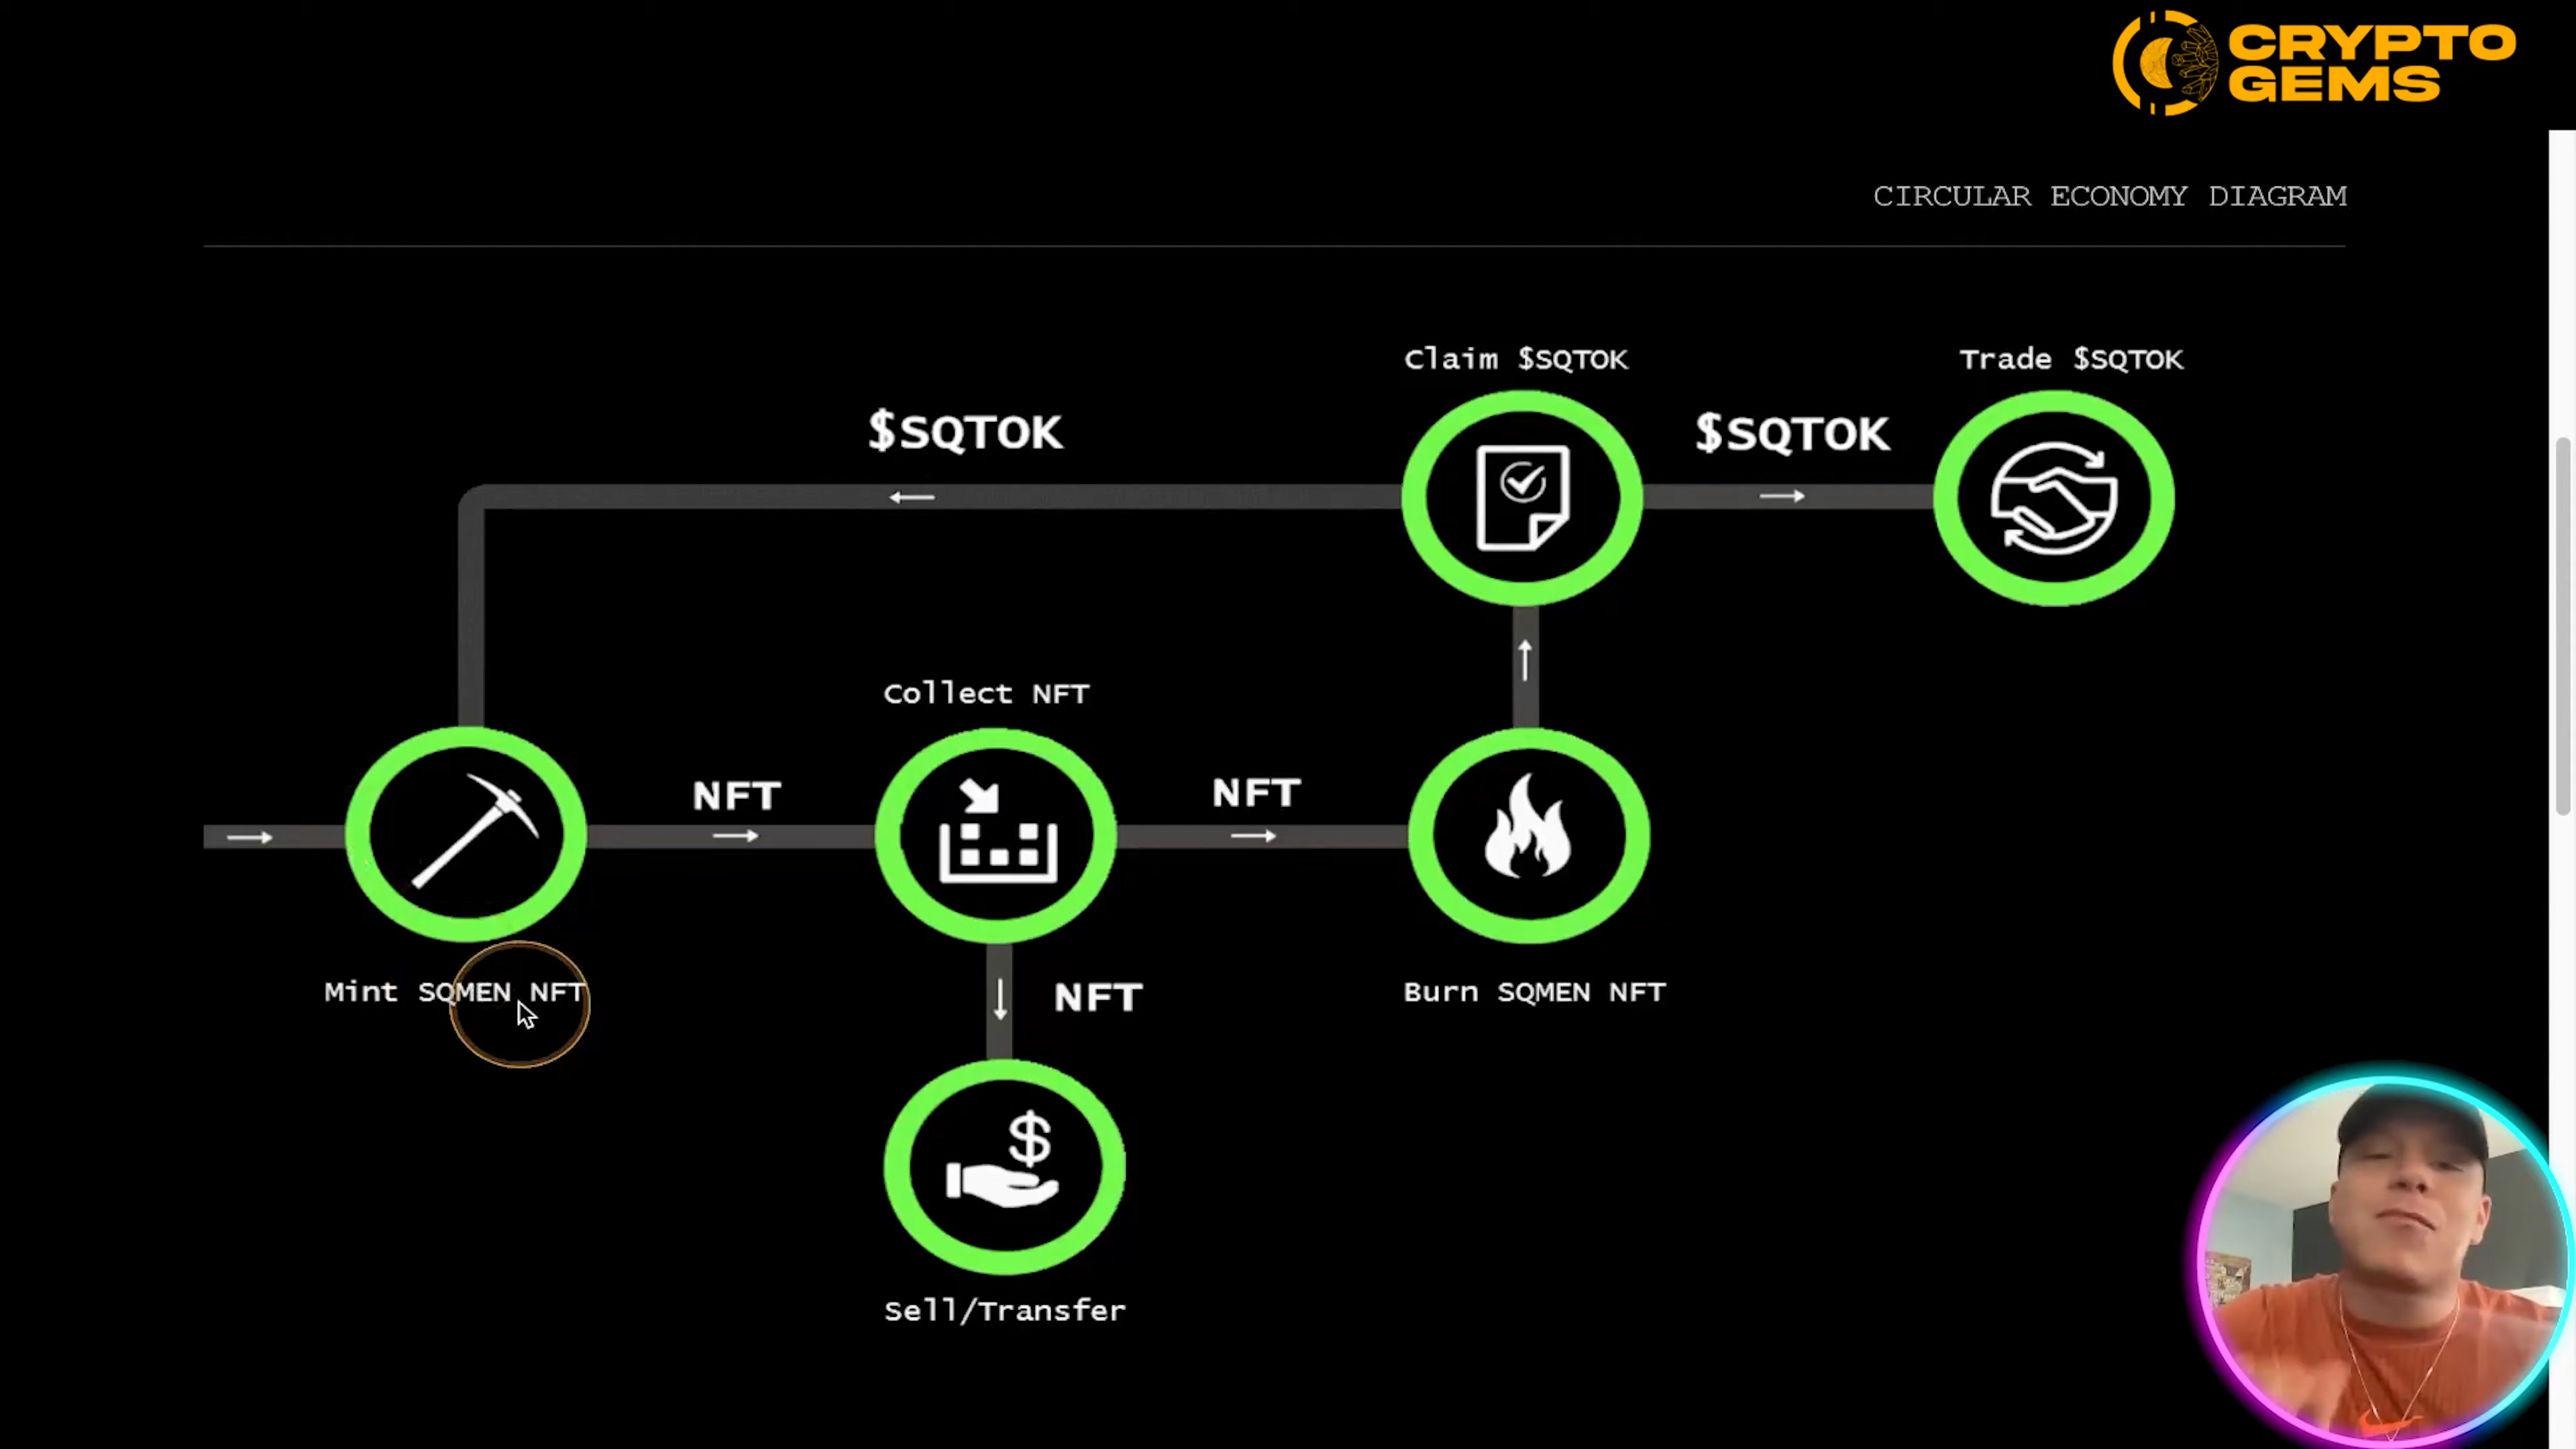 CRYPTO
GEMS
CIRCULAR ECONOMY DIAGRAM
Claim $SQTOK
Trade $SQTOK
$SQTOK
$SQTOK
Collect NFT
NFT
NFT
Mint SQMEN NFT
NFT
Burn SQMEN NFT
$
Sell/Transfer